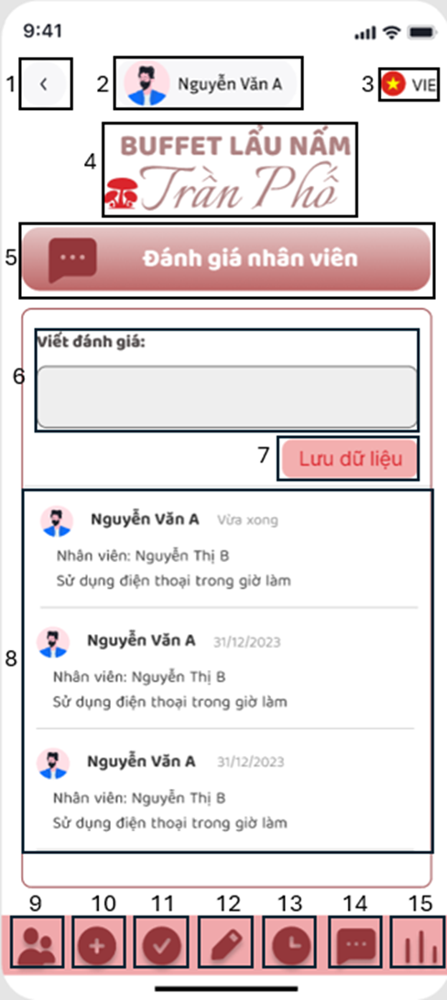 9:41
1
2
Nguyễn Văn A
3
VIE
4
BUFFET LẨU NẤM
Trần Phố
5
Đánh giá nhân viên
Viết đánh giá:
6
7
Lưu dữ liệu
Nguyễn Văn A Vừa xong
Nhân viên: Nguyễn Thị B
Sử dụng điện thoại trong giờ làm
8
Nguyễn Văn A 31/12/2023
Nhân viên: Nguyễn Thị B
Sử dụng điện thoại trong giờ làm
Nguyễn Văn A 31/12/2023
Nhân viên: Nguyễn Thị B
Sử dụng điện thoại trong giờ làm
9 10 11 12 13 14 15